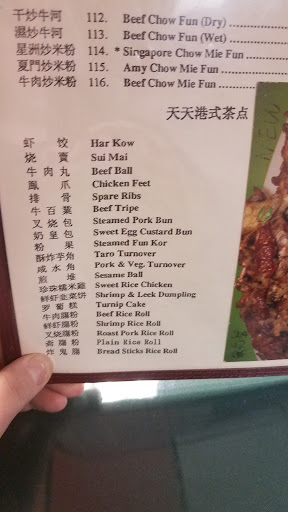 干炒牛河 112. Beef Chow Fun (Dry)
濕炒牛河 113. Beef Chow Fun (Wet)
星洲炒米粉 114. * Singapore Chow Mie Fun
夏門炒米粉 115. Amy Chow Mie Fun
牛肉炒米粉 116. Beef Chow Mie Fun
天天港式茶点
虾饺 Har Kow
烧賣 Sui Mai
牛肉丸 Beef Ball
鳳爪 Chicken Feet
排骨 Spare Ribs
牛百葉 Beef Tripe
叉烧包 Steamed Pork Bun
奶皇包 Sweet Egg Custard Bun
粉果 Steamed Fun Kor
酥炸芋角 Taro Turnover
咸水角 Pork & Veg. Turnover
煎堆 Sesame Ball
珍珠糯米雞 Sweet Rice Chicken
鲜虾韭菜饼 Shrimp & Leek Dumpling
罗蔔糕 Turnip Cake
牛肉腸粉 Beef Rice Roll
鲜虾腸粉 Shrimp Rice Roll
叉烧腸粉 Roast Pork Rice Roll
斋腸粉 Plain Rice Roll
炸鬼腸 Bread Sticks Rice Roll
NEW